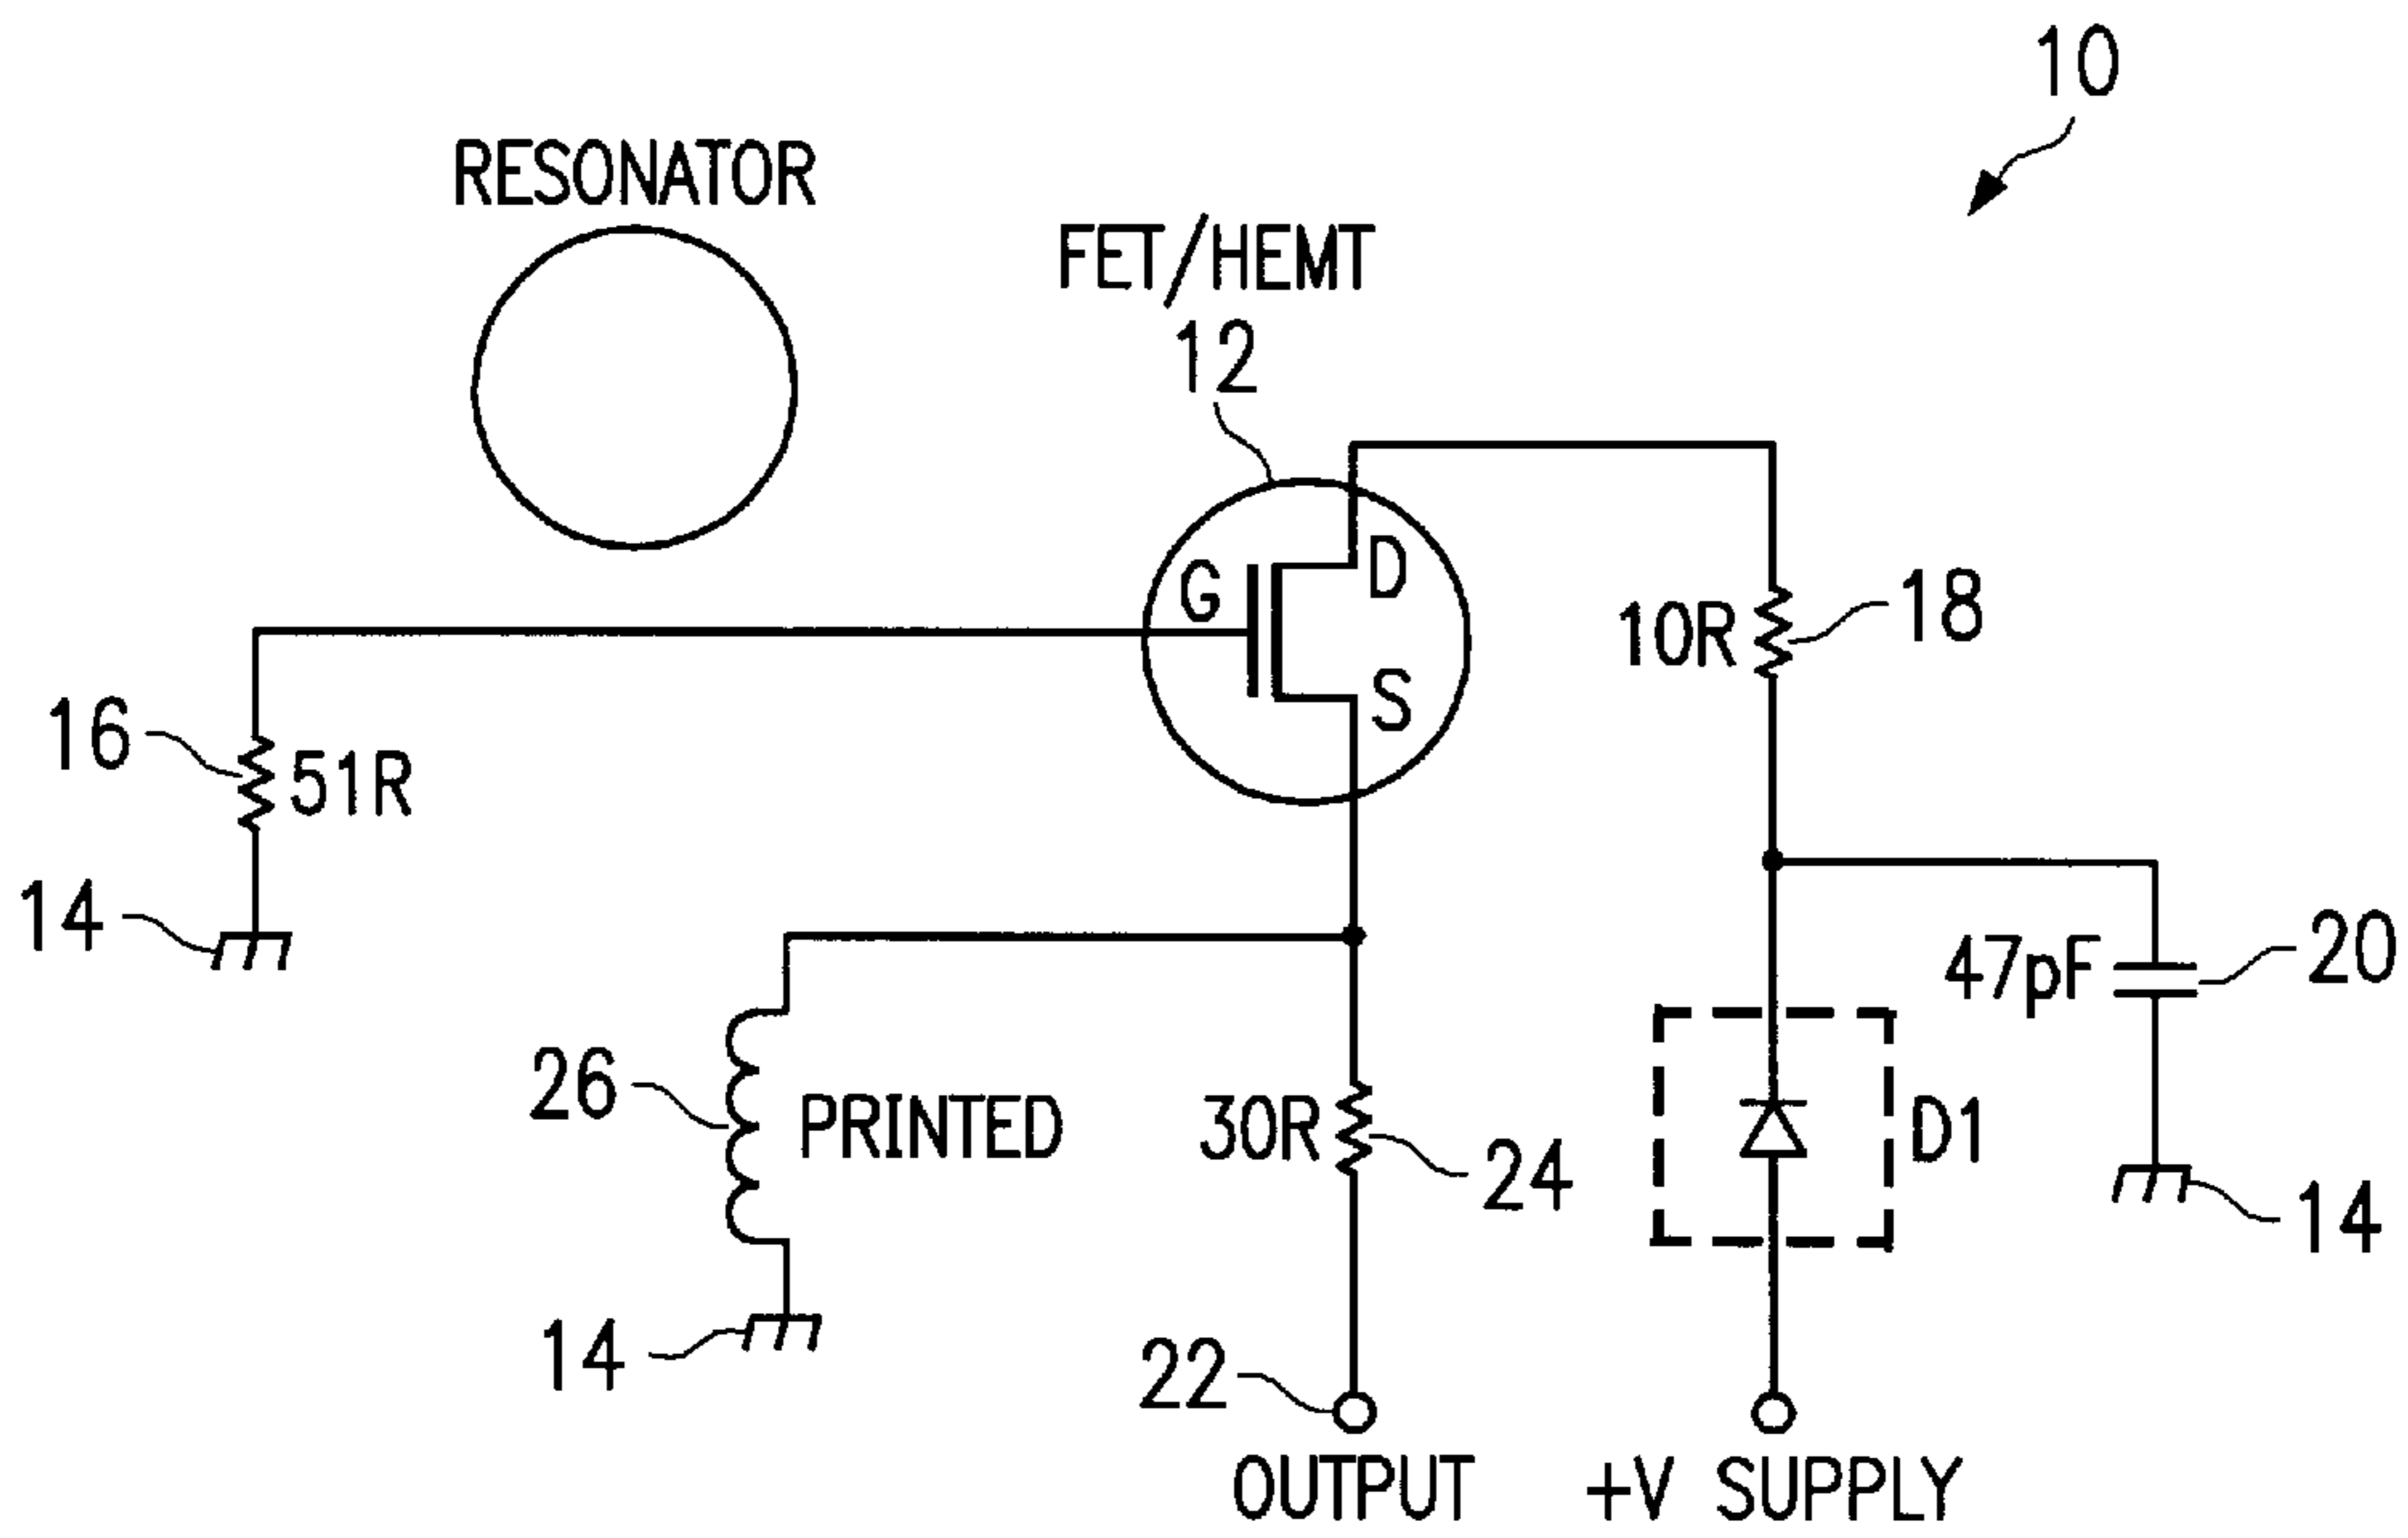 10
RESONATOR
FET/HEMT
12
G
D
S
10R
18
16
51R
14
47pF
20
26
PRINTED
30R
24
D1
14
14
22
OUTPUT
+V SUPPLY